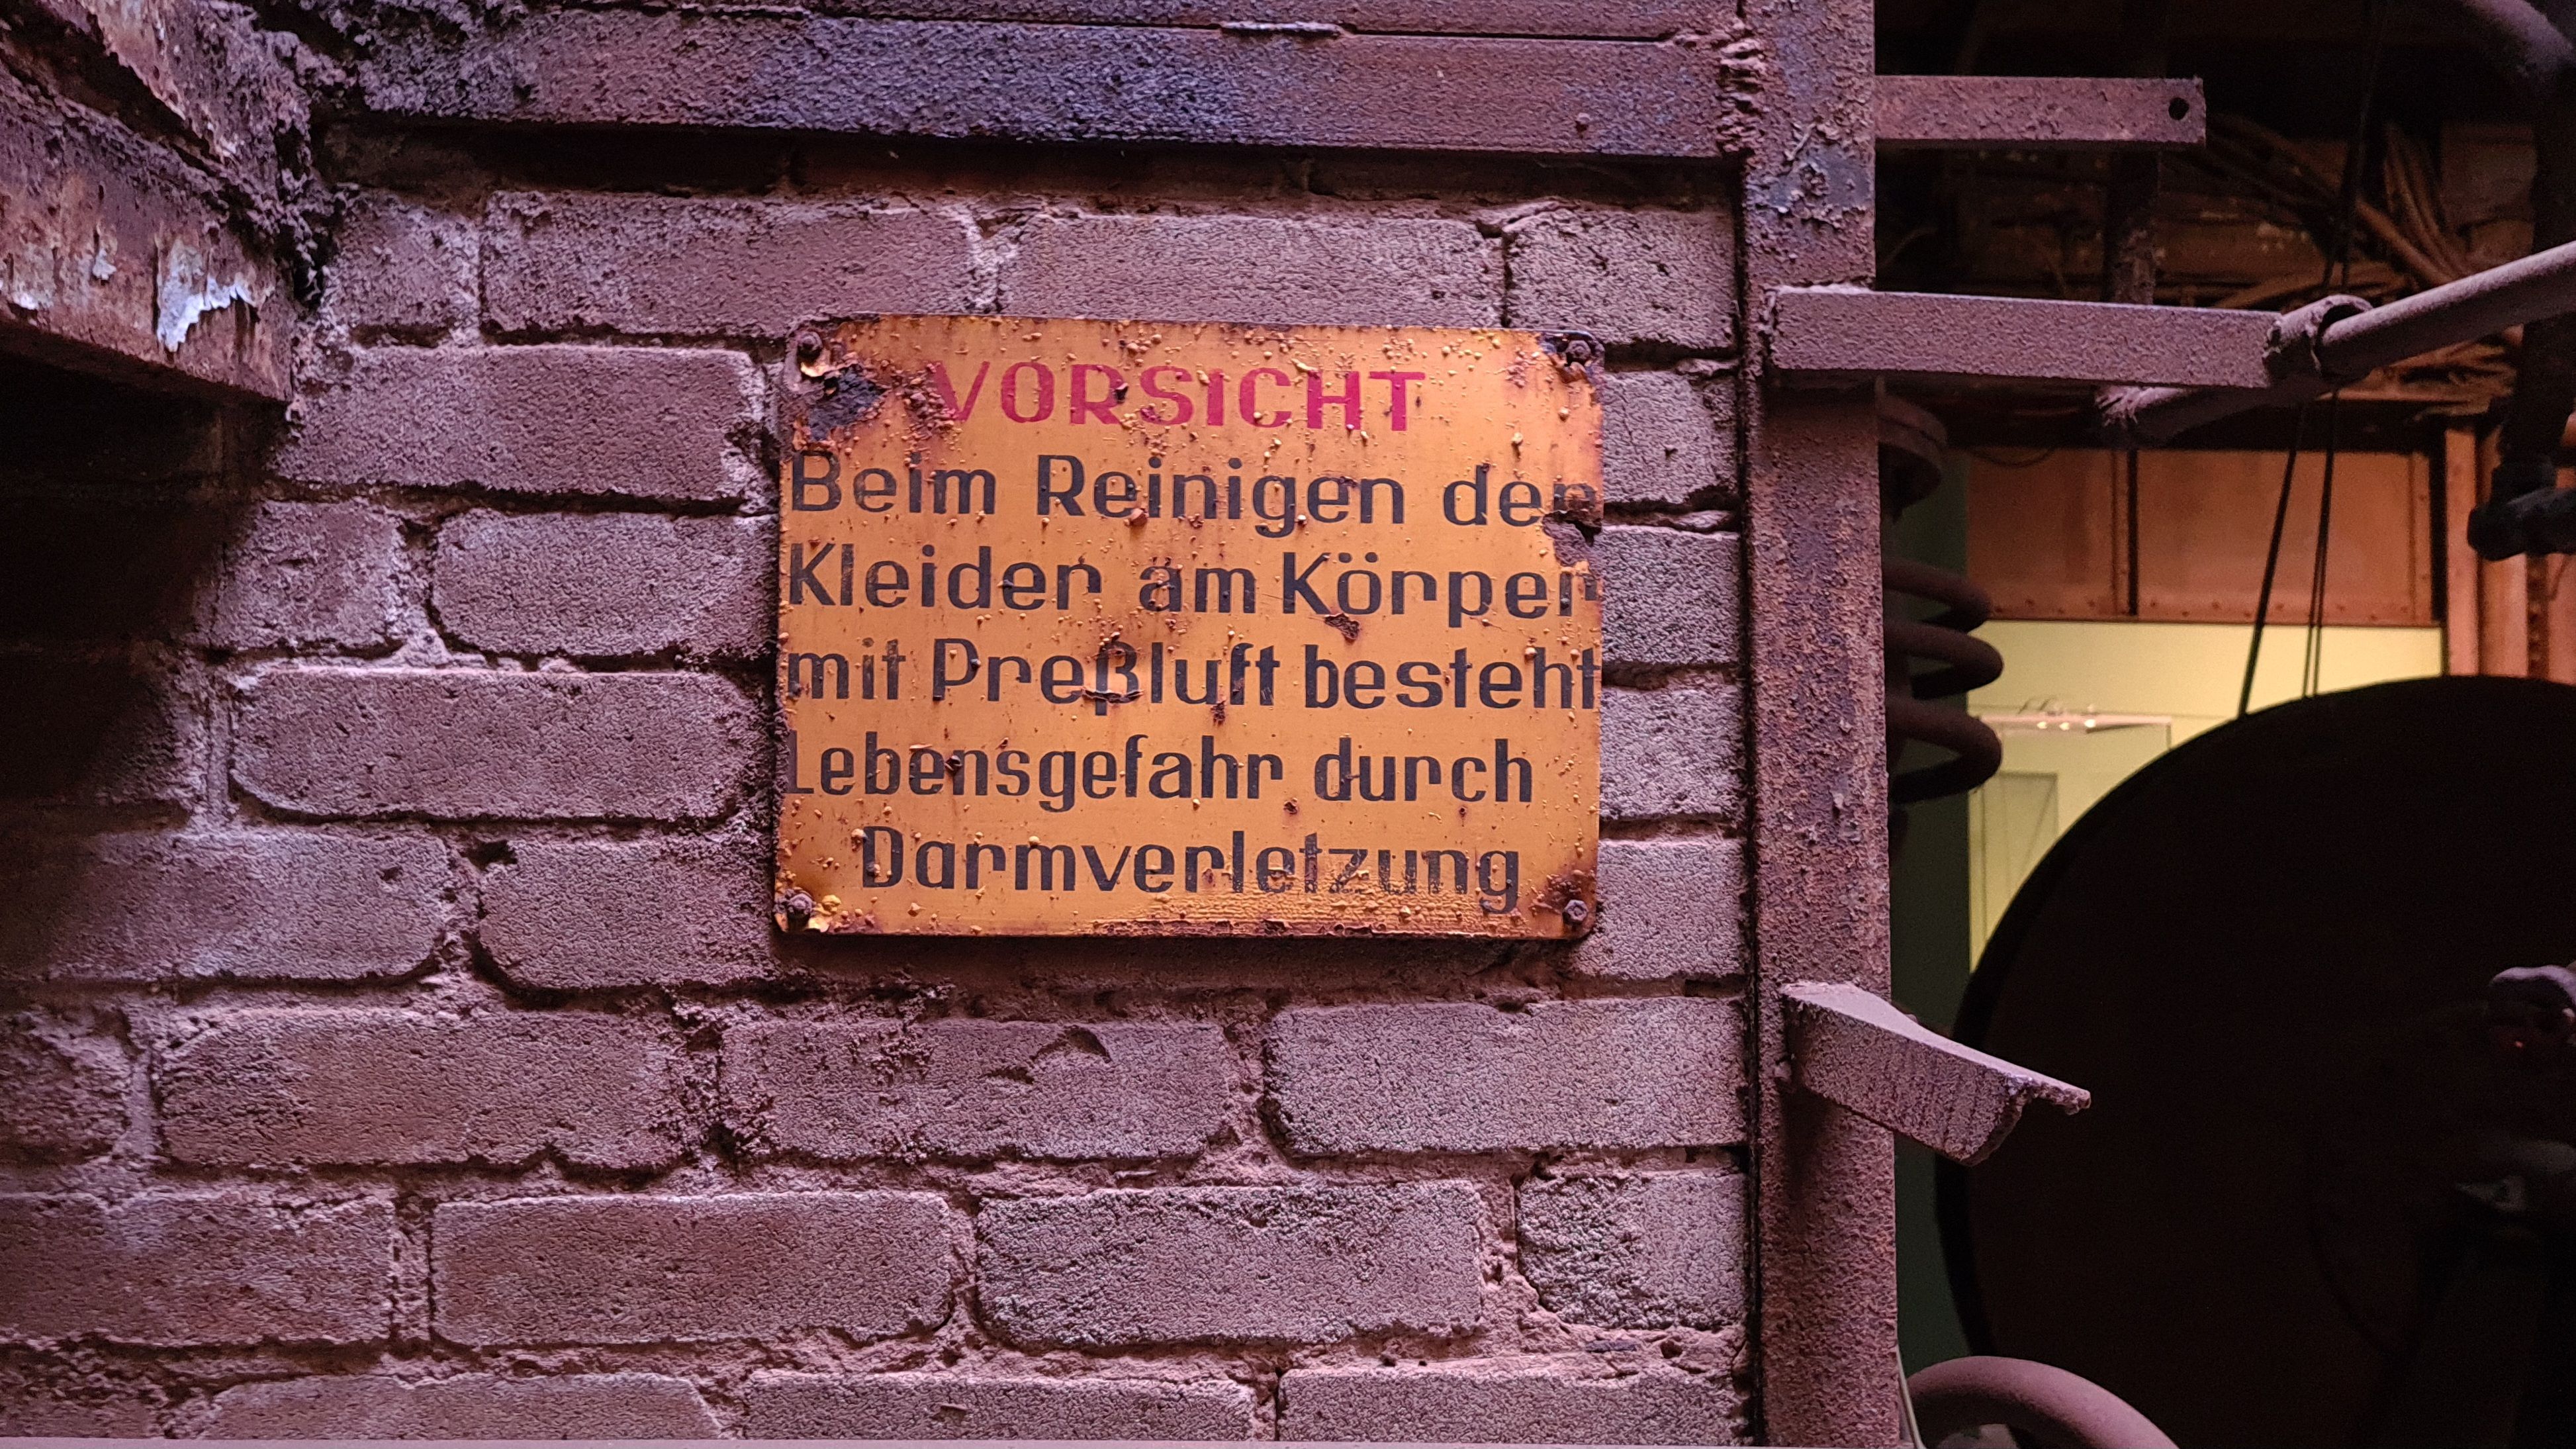 VORSICHT
Beim Reinigen der
Kleider am Körper
mit Preßluft besteht
Lebensgefahr durch
Darmverletzung